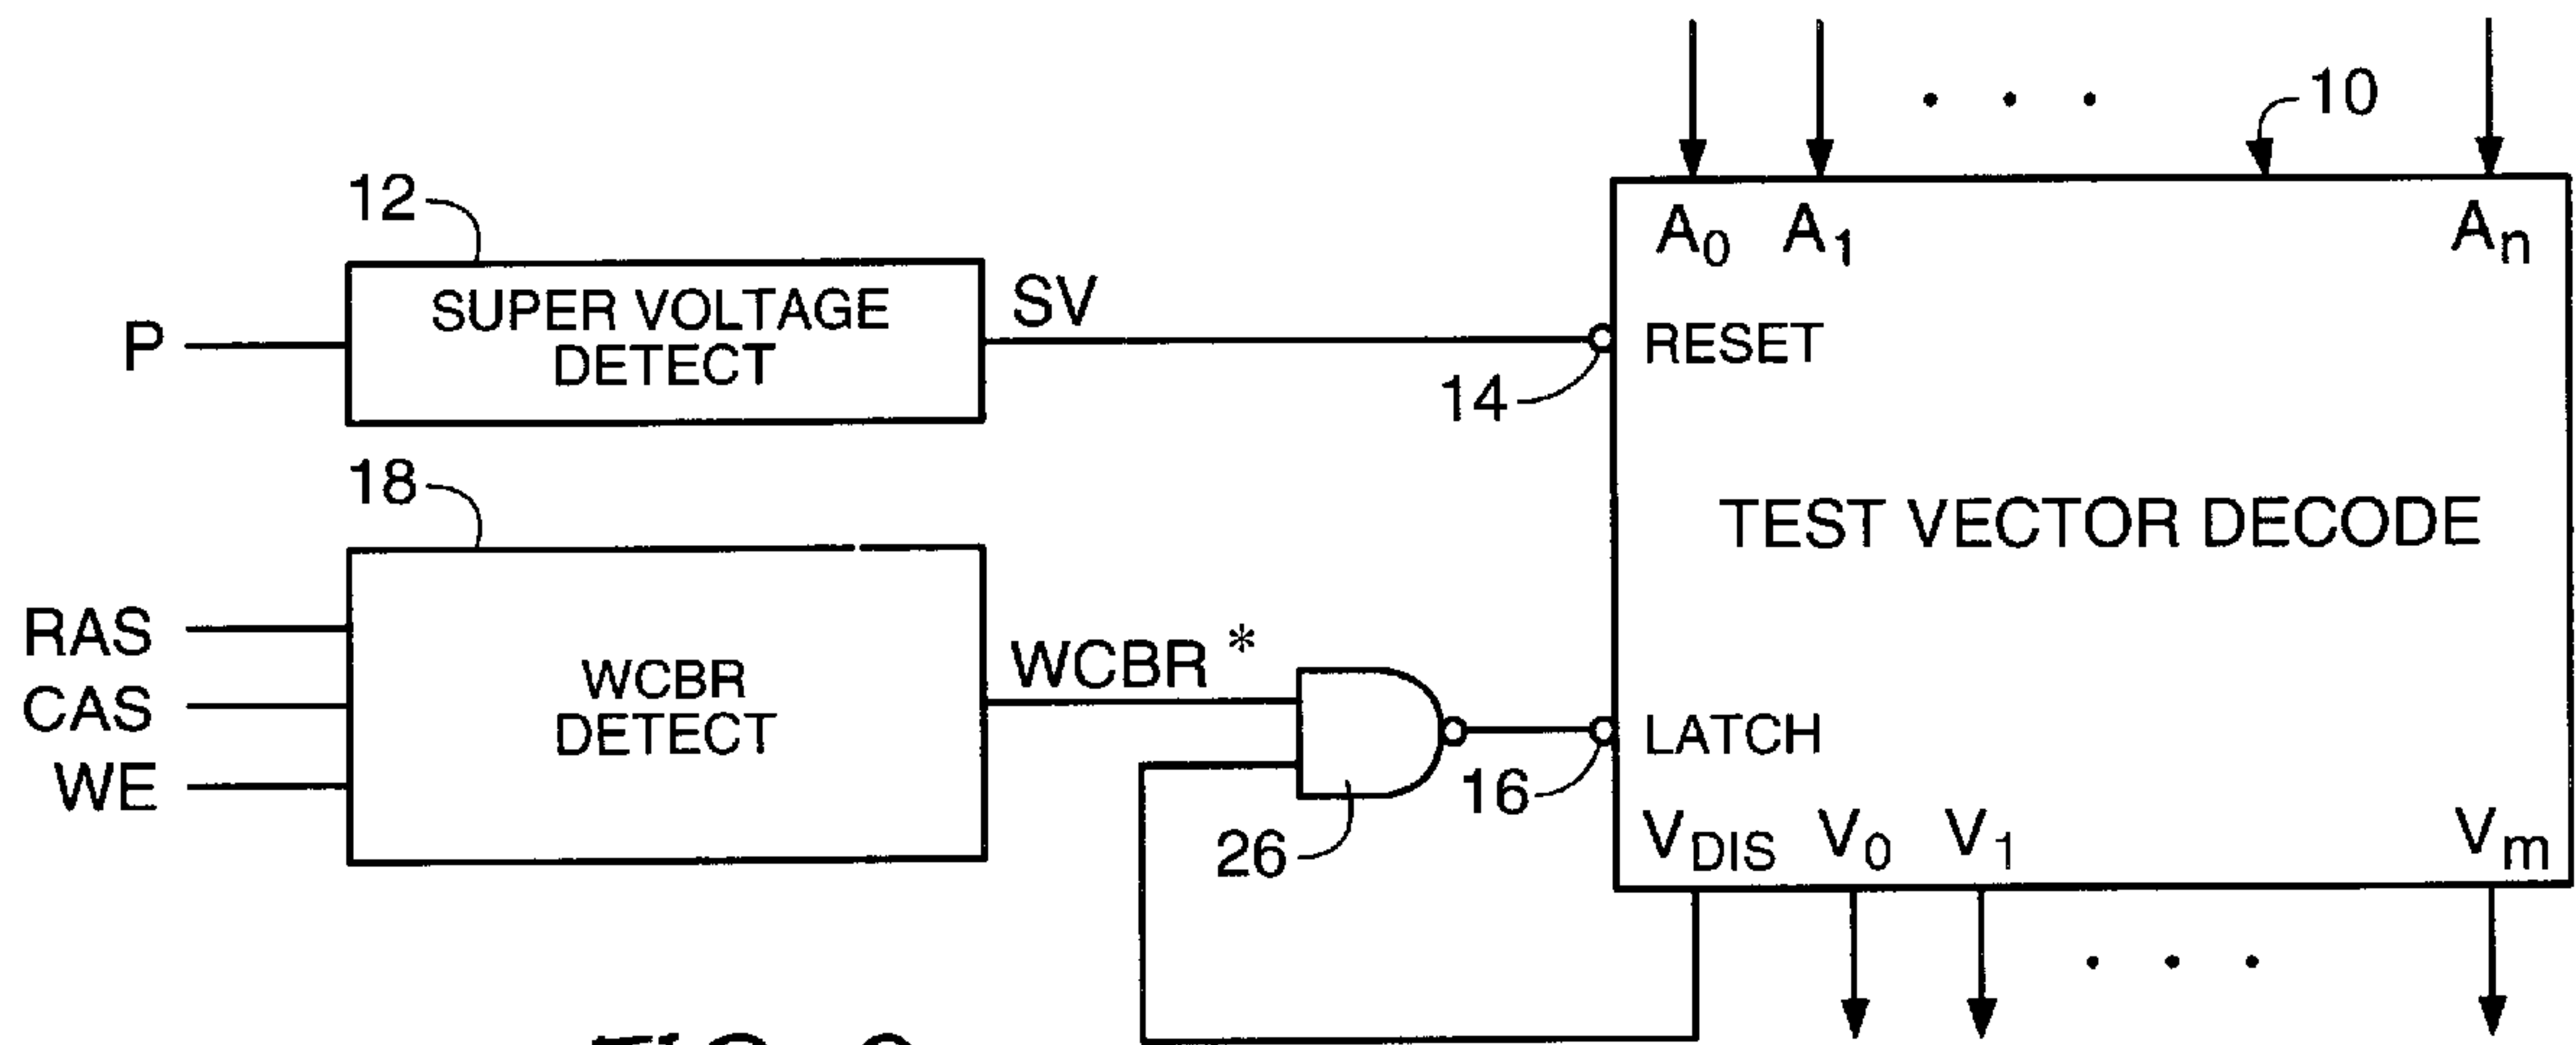 10
12
A0 A1 An
SUPER VOLTAGE
DETECT
SV
P
RESET
14
18
TEST VECTOR DECODE
RAS
WCBR *
WCBR
DETECT
CAS
LATCH
WE
16
26
VDIS V0 V1 Vm